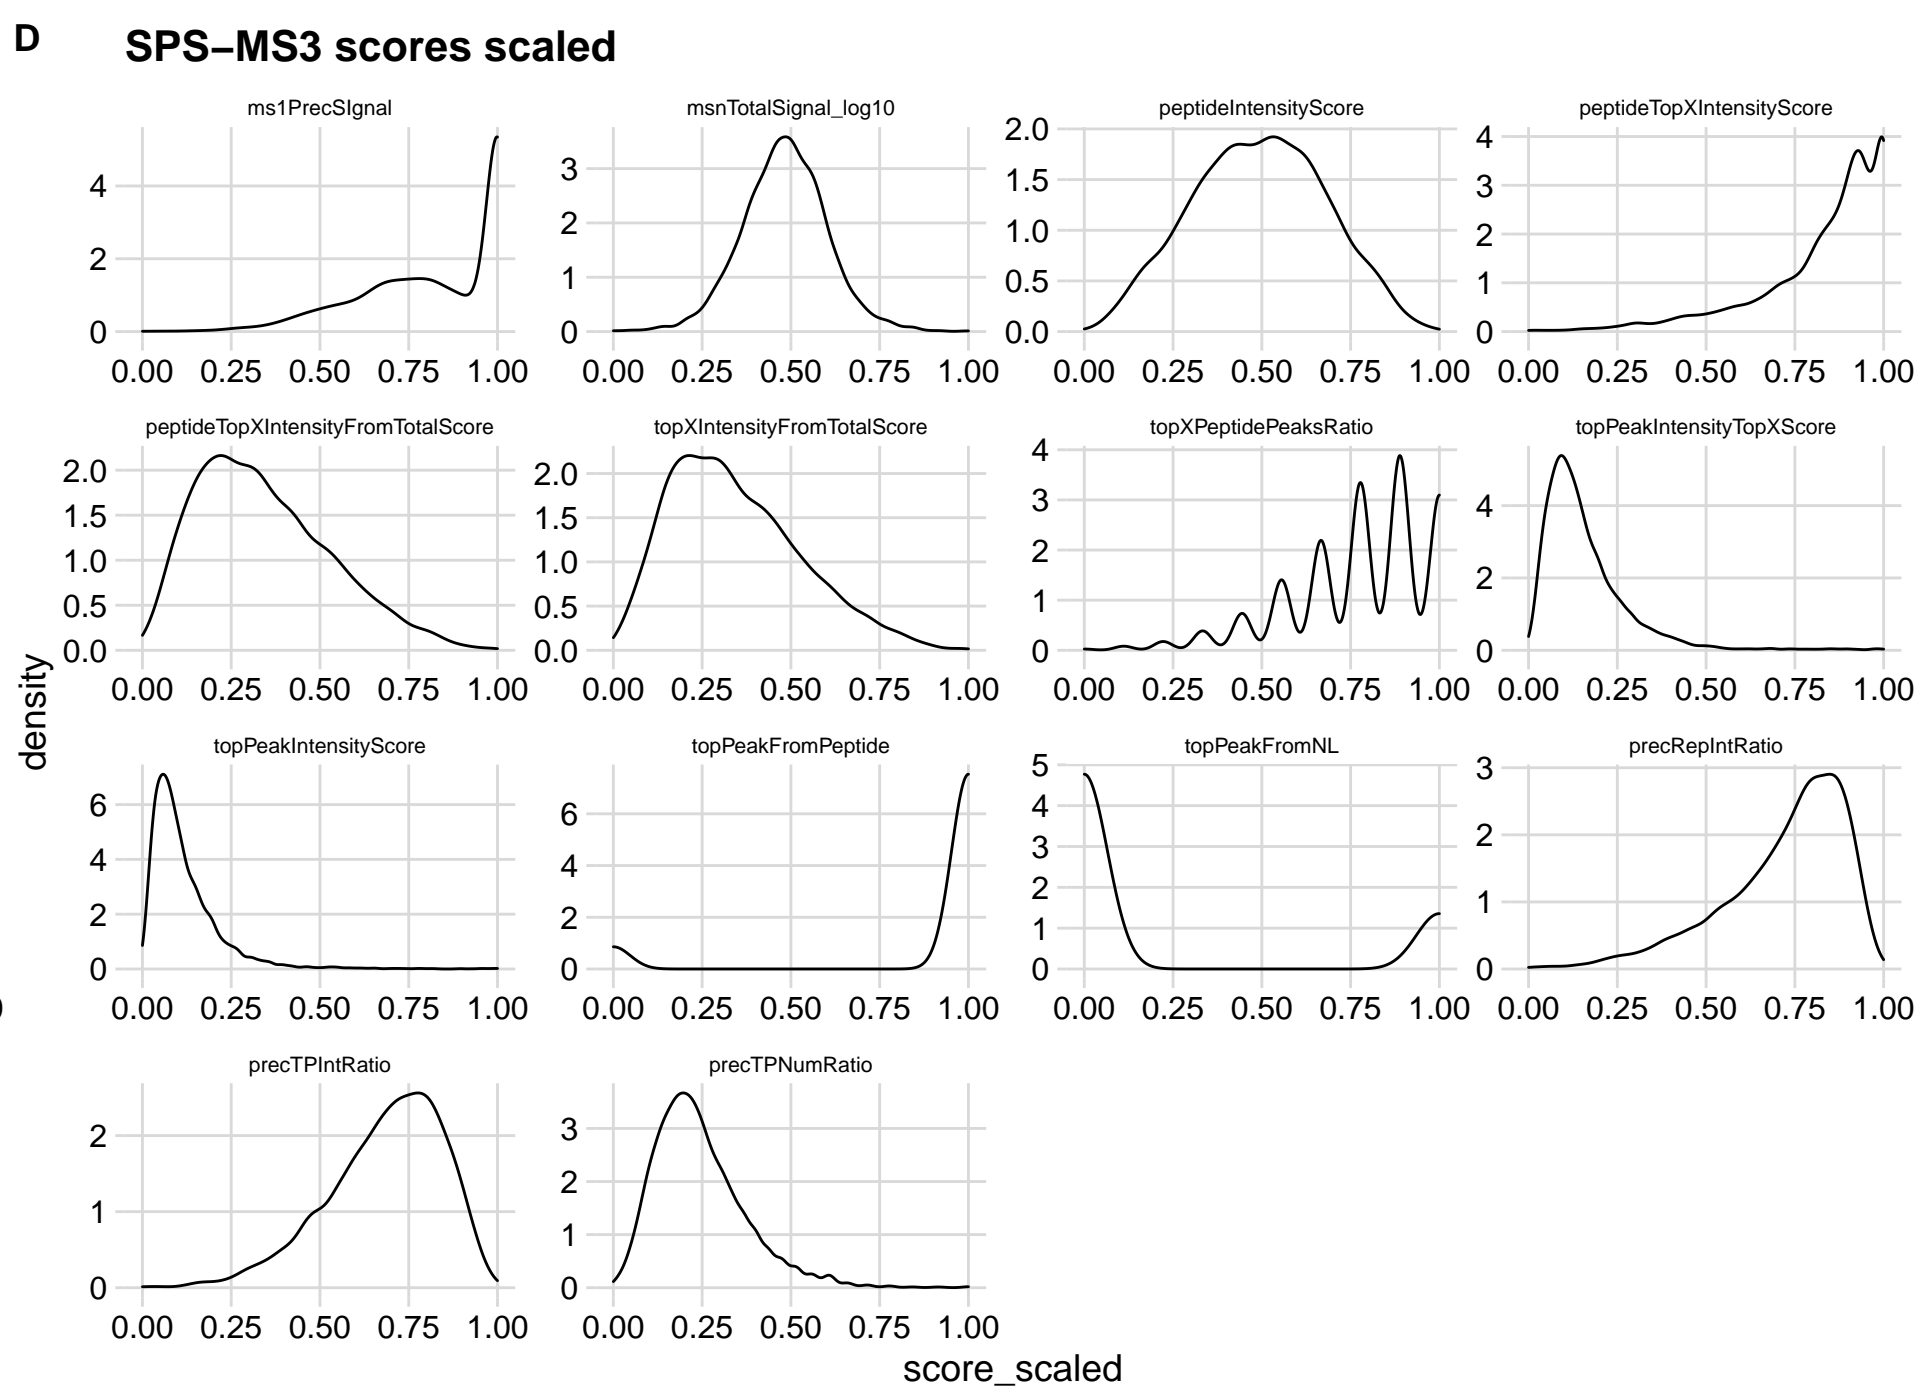 D SPS–MS3 scores scaled
ms1PrecSIgnal msnTotalSignal_log10 peptideIntensityScore peptideTopXIntensityScore
4 2 0 3 2 1 0 2.0 1.5 1.0 0.5 0.0 4 3 2 1 0
0.00 0.25 0.50 0.75 1.00 0.00 0.25 0.50 0.75 1.00 0.00 0.25 0.50 0.75 1.00 0.00 0.25 0.50 0.75 1.00
peptideTopXIntensityFromTotalScore topXIntensityFromTotalScore topXPeptidePeaksRatio topPeakIntensityTopXScore
2.0 1.5 1.0 0.5 0.0 2.0 1.5 1.0 0.5 0.0 4 3 2 1 0 4 2 0
0.00 0.25 0.50 0.75 1.00 0.00 0.25 0.50 0.75 1.00 0.00 0.25 0.50 0.75 1.00 0.00 0.25 0.50 0.75 1.00
density
topPeakIntensityScore topPeakFromPeptide topPeakFromNL precRepIntRatio
6 4 2 0 6 4 2 0 5 4 3 2 1 0 3 2 1 0
0.00 0.25 0.50 0.75 1.00 0.00 0.25 0.50 0.75 1.00 0.00 0.25 0.50 0.75 1.00 0.00 0.25 0.50 0.75 1.00
precTPIntRatio precTPNumRatio
2 1 0 3 2 1 0
0.00 0.25 0.50 0.75 1.00 0.00 0.25 0.50 0.75 1.00
score_scaled